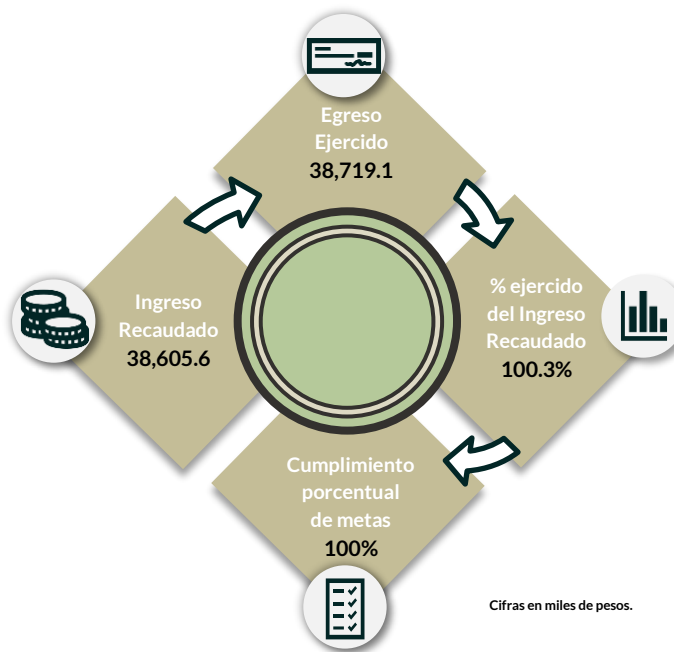 Egreso
Ejercido
38,719.1
Ingreso
Recaudado
38,605.6
% ejercido
del Ingreso
Recaudado
100.3%
Cumplimiento
porcentual
de metas
100%
Cifras en miles de pesos.